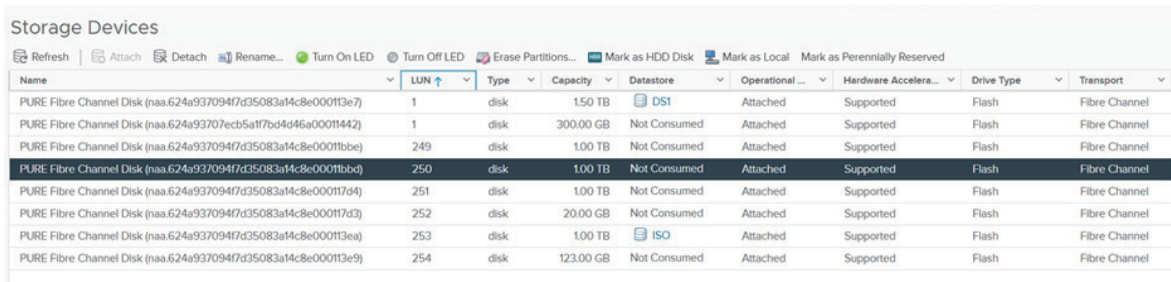 Storage Devices
Refresh Attach Detach Rename... Turn On LED Turn Off LED Erase Partitions... Mark as HDD Disk Mark as Local Mark as Perennially Reserved
Name LUN ↑ Type Capacity Datastore Operational ... Hardware Accelera... Drive Type Transport
PURE Fibre Channel Disk (naa.624a937094f7d35083a14c8e000113e7) 1 disk 1.50 TB DS1 Attached Supported Flash Fibre Channel
PURE Fibre Channel Disk (naa.624a93707ecb5a1f7bd4d46a00011442) 1 disk 300.00 GB Not Consumed Attached Supported Flash Fibre Channel
PURE Fibre Channel Disk (naa.624a937094f7d35083a14c8e00011bbe) 249 disk 1.00 TB Not Consumed Attached Supported Flash Fibre Channel
PURE Fibre Channel Disk (naa.624a937094f7d35083a14c8e00011bbd) 250 disk 1.00 TB Not Consumed Attached Supported Flash Fibre Channel
PURE Fibre Channel Disk (naa.624a937094f7d35083a14c8e000117d4) 251 disk 1.00 TB Not Consumed Attached Supported Flash Fibre Channel
PURE Fibre Channel Disk (naa.624a937094f7d35083a14c8e000117d3) 252 disk 20.00 GB Not Consumed Attached Supported Flash Fibre Channel
PURE Fibre Channel Disk (naa.624a937094f7d35083a14c8e000113ea) 253 disk 1.00 TB ISO Attached Supported Flash Fibre Channel
PURE Fibre Channel Disk (naa.624a937094f7d35083a14c8e000113e9) 254 disk 123.00 GB Not Consumed Attached Supported Flash Fibre Channel